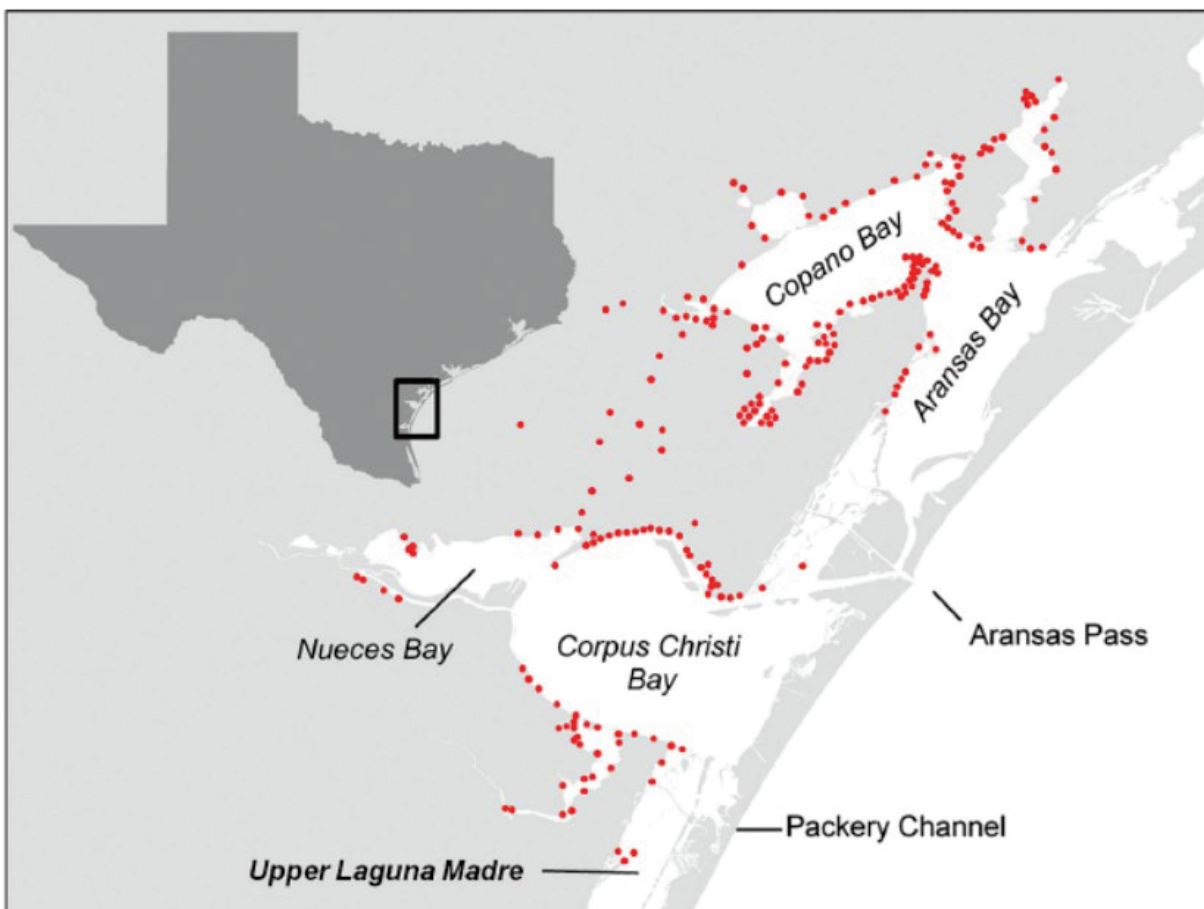 Copano Bay
Aransas Bay
Nueces Bay
Corpus Christi
Bay
Aransas Pass
Packery Channel
Upper Laguna Madre